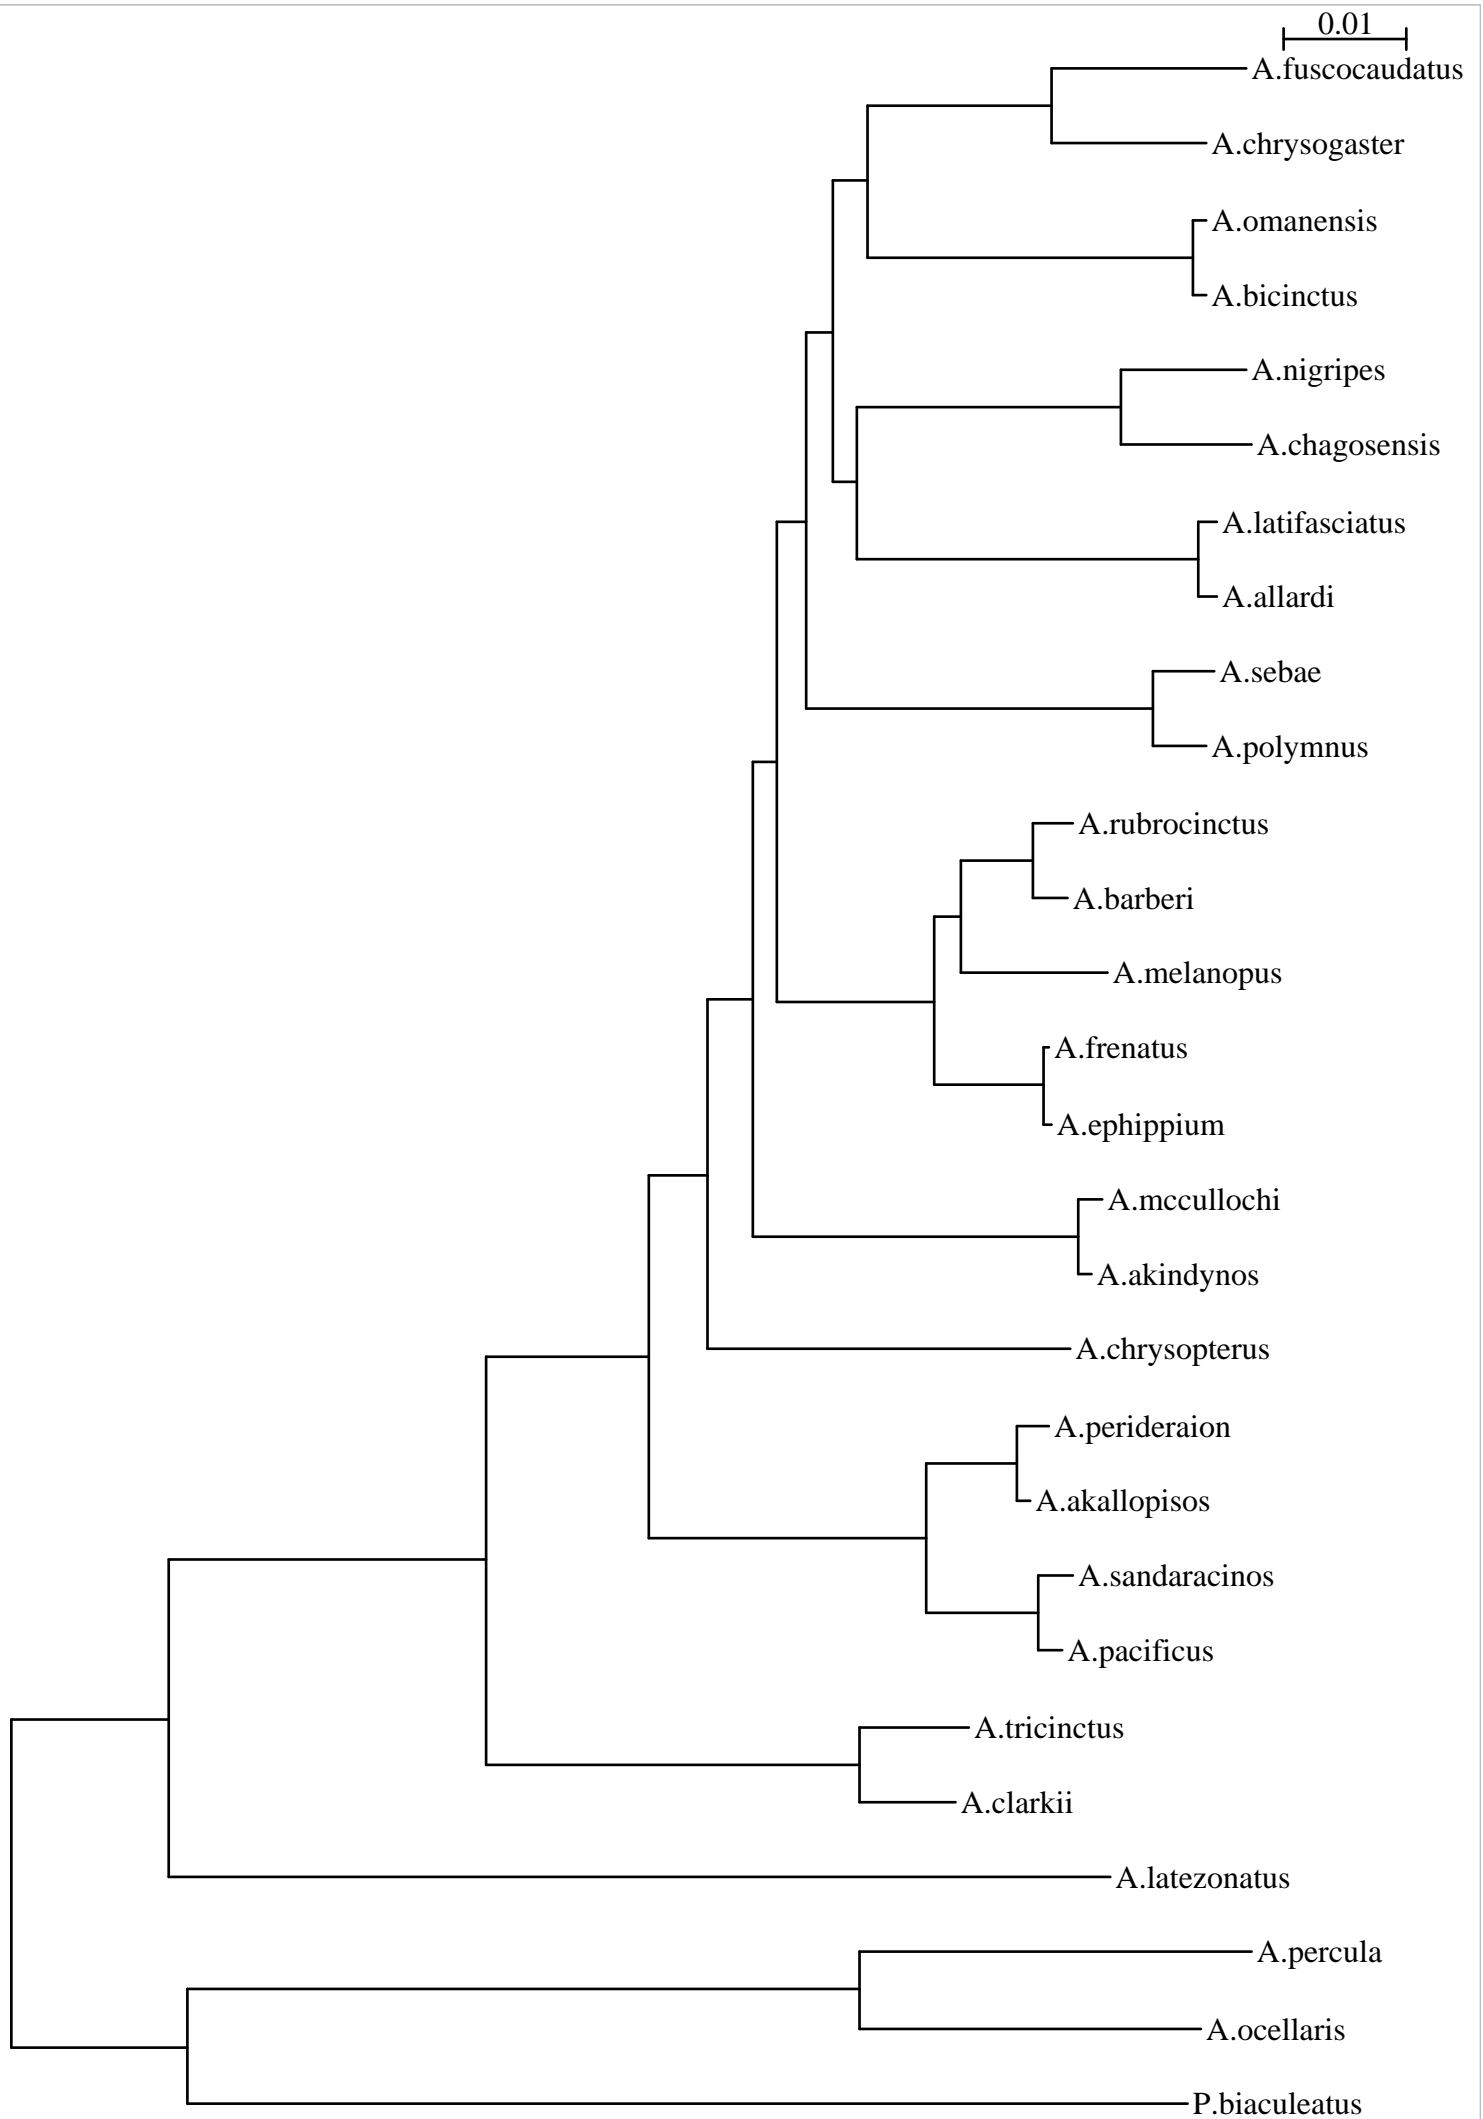 0.01
A.fuscocaudatus
A.chrysogaster
A.omanensis
A.bicinctus
A.nigripes
A.chagosensis
A.latifasciatus
A.allardi
A.sebae
A.polymnus
A.rubrocinctus
A.barberi
A.melanopus
A.frenatus
A.ephippium
A.mccullochi
A.akindynos
A.chrysopterus
A.perideraion
A.akallopisos
A.sandaracinos
A.pacificus
A.tricinctus
A.clarkii
A.latezonatus
A.percula
A.ocellaris
P.biaculeatus